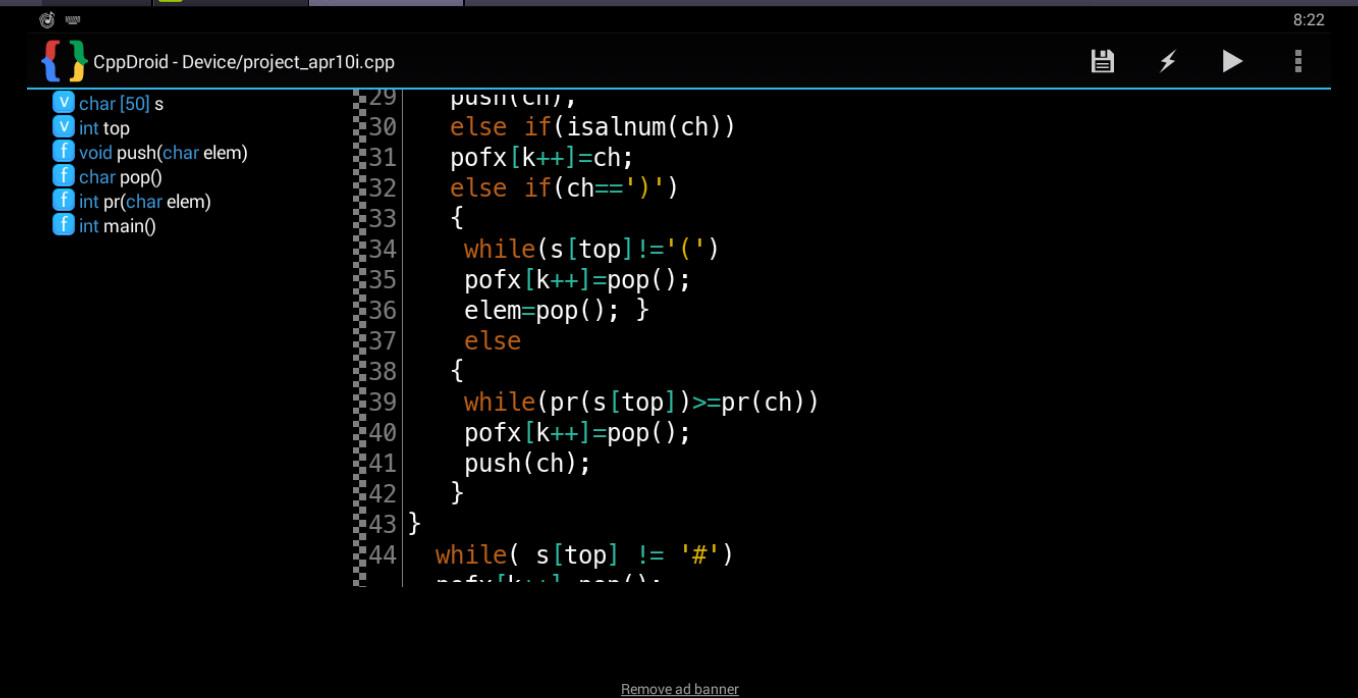 8:22
CppDroid - Device/project_apr10i.cpp
v char [50] s
v int top
f void push(char elem)
f char pop()
f int pr(char elem)
f int main()
29 push(ch);
30 else if(isalnum(ch))
31 pofx[k++]=ch;
32 else if(ch==')')
33 {
34 while(s[top]!='(')
35 pofx[k++]=pop();
36 elem=pop(); }
37 else
38 {
39 while(pr(s[top])>=pr(ch))
40 pofx[k++]=pop();
41 push(ch);
42 }
43 }
44 while( s[top] != '#')
pofx[k++]=pop();
Remove ad banner